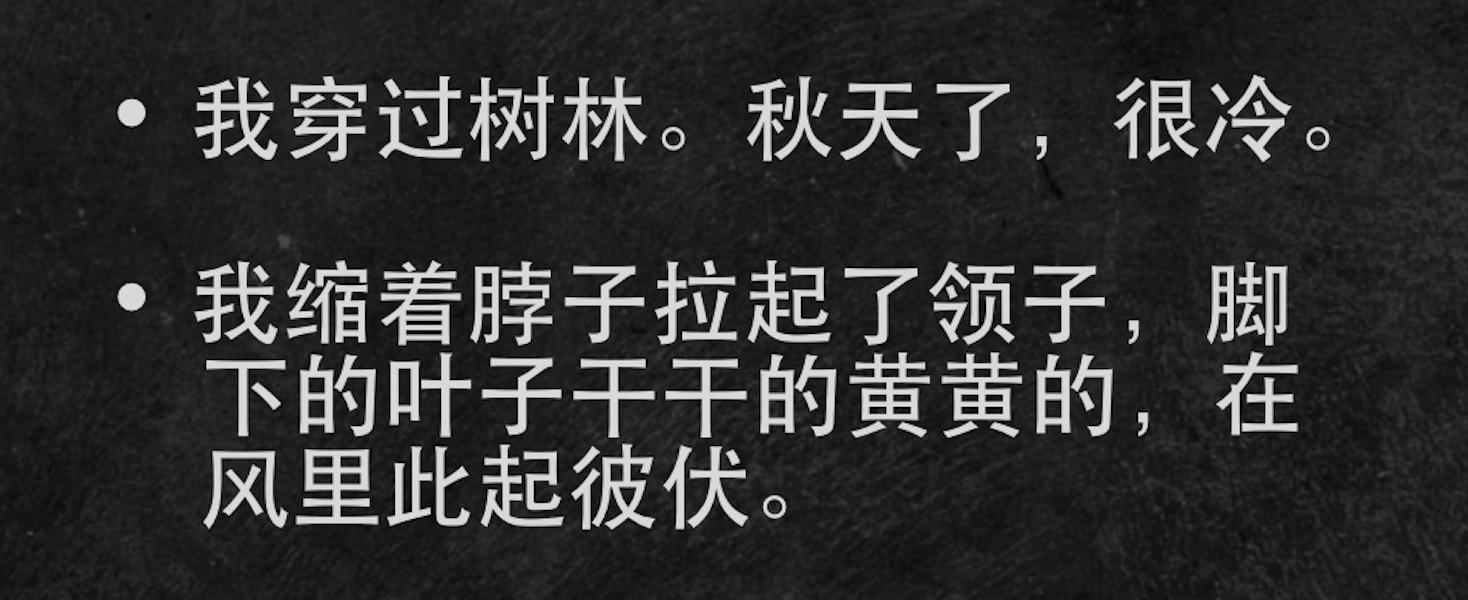 • 我穿过树林。秋天了，很冷。
• 我缩着脖子拉起了领子，脚
下的叶子干干的黄黄的，在
风里此起彼伏。